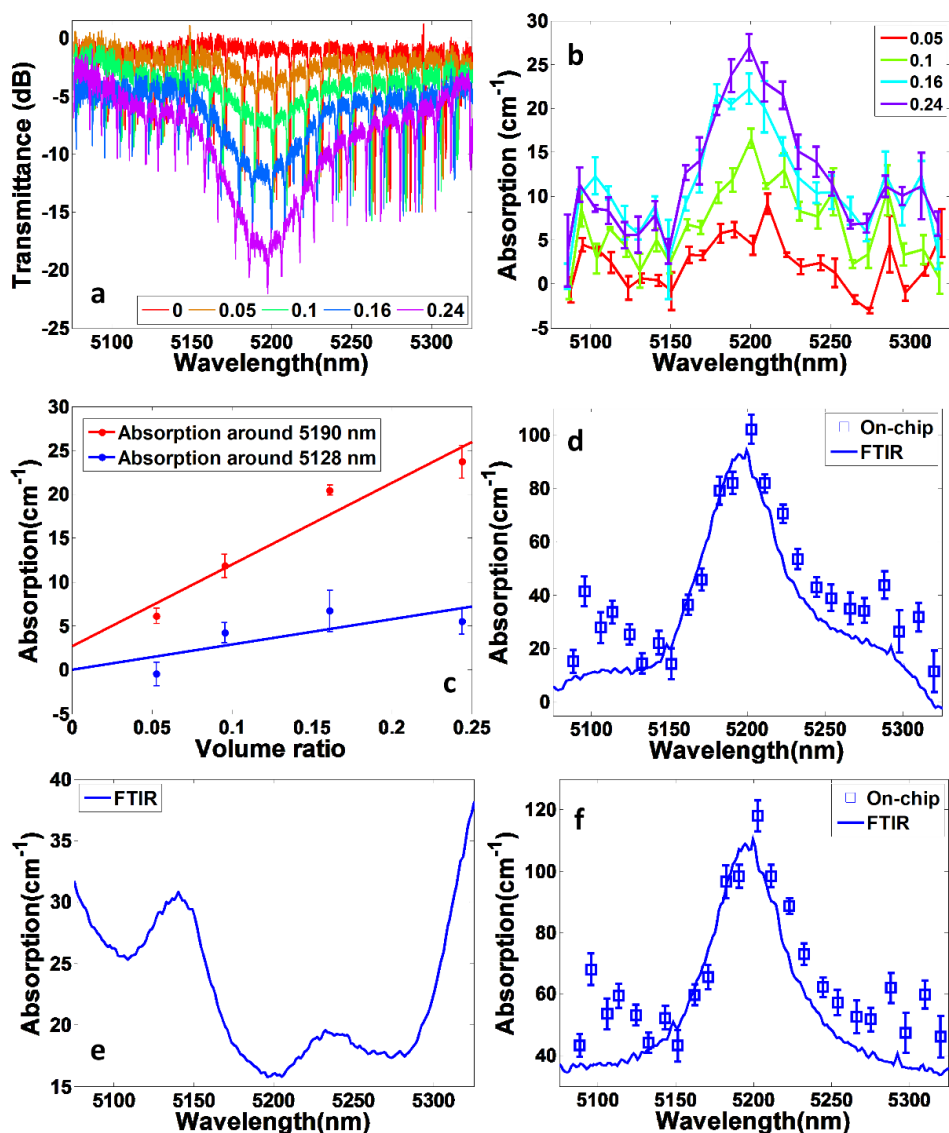 0
-5
-10
-15
-20
-25
Transmittance (dB)
a
0 0.05 0.1 0.16 0.24
5100 5150 5200 5250 5300
Wavelength(nm)
30
25
20
15
10
5
0
-5
Absorption (cm-1)
b
0.05
0.1
0.16
0.24
5100 5150 5200 5250 5300
Wavelength(nm)
30
25
20
15
10
5
0
-5
Absorption(cm-1)
Absorption around 5190 nm
Absorption around 5128 nm
c
0 0.05 0.1 0.15 0.2 0.25
Volume ratio
100
80
60
40
20
0
Absorption(cm-1)
d
On-chip
FTIR
5100 5150 5200 5250 5300
Wavelength(nm)
40
35
30
25
20
15
Absorption(cm-1)
FTIR
e
5100 5150 5200 5250 5300
Wavelength(nm)
120
100
80
60
40
Absorption(cm-1)
f
On-chip
FTIR
5100 5150 5200 5250 5300
Wavelength(nm)